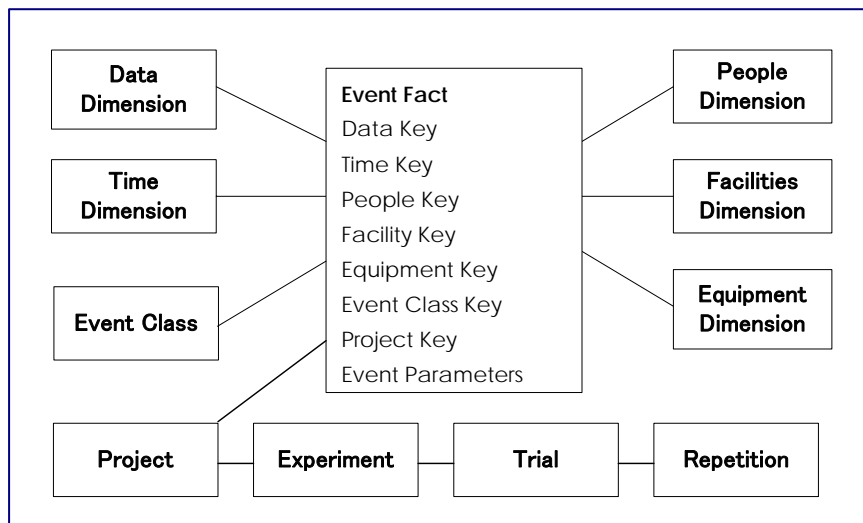 Data
Dimension
Time
Dimension
Event Class
Event Fact
Data Key
Time Key
People Key
Facility Key
Equipment Key
Event Class Key
Project Key
Event Parameters
People
Dimension
Facilities
Dimension
Equipment
Dimension
Project
Experiment
Trial
Repetition